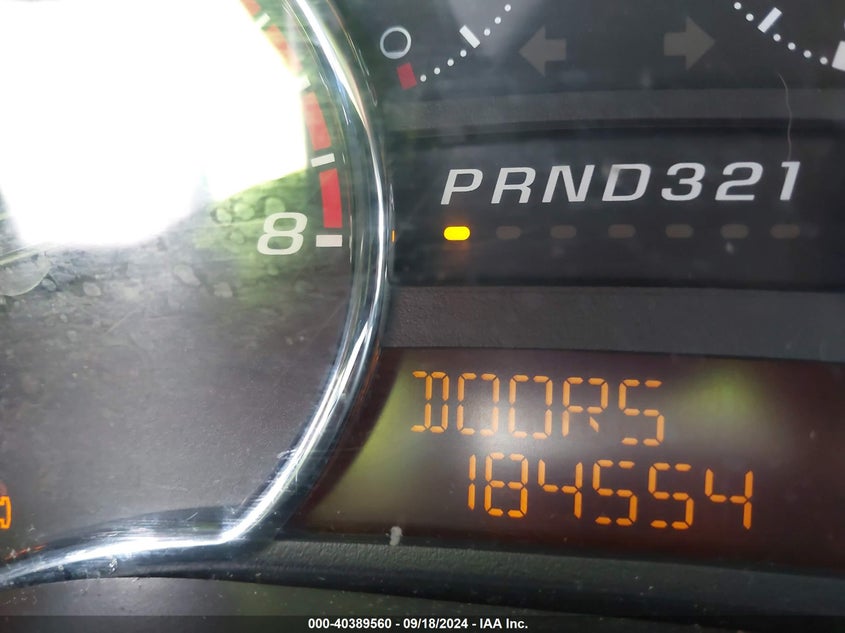 PRND321
8
DOORS
184554
000-40389560 - 09/18/2024 - IAA Inc.